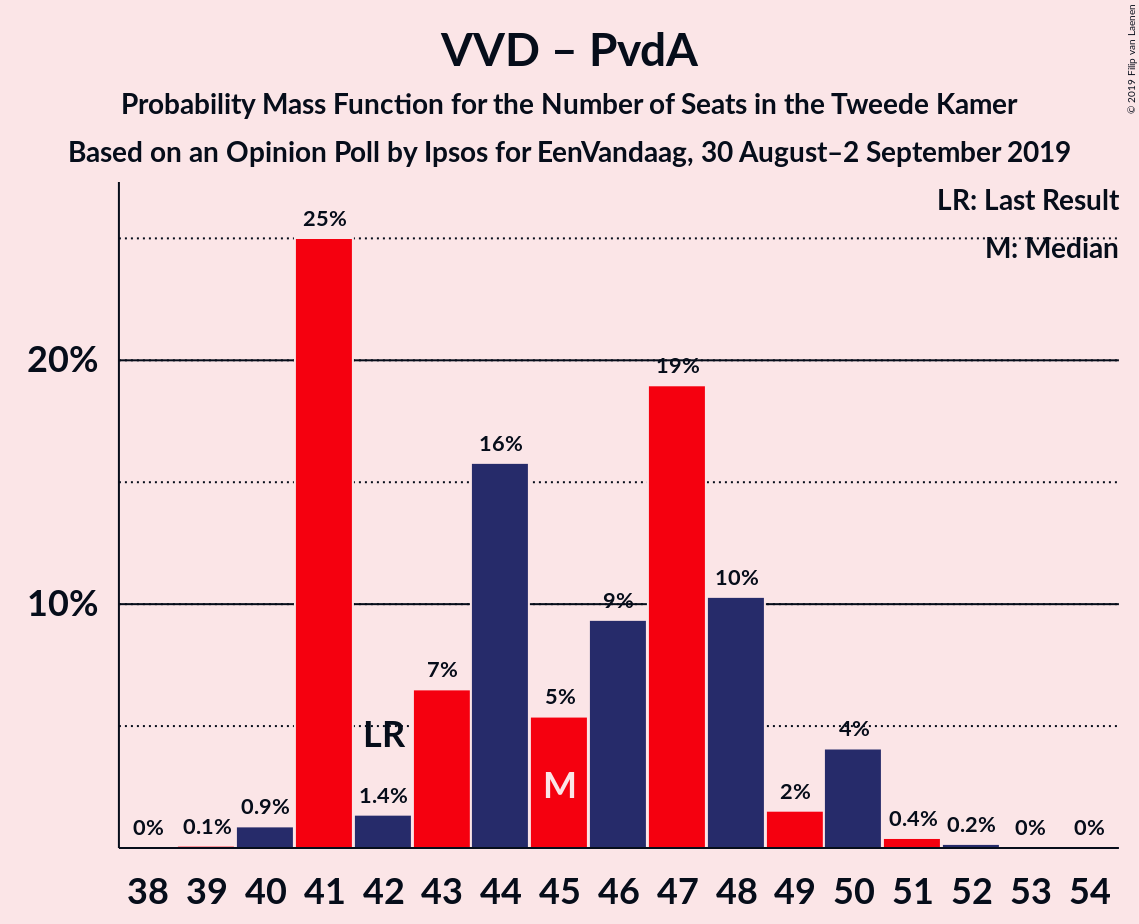 VVD – PvdA
Probability Mass Function for the Number of Seats in the Tweede Kamer
Based on an Opinion Poll by Ipsos for EenVandaag, 30 August–2 September 2019
© 2019 Filip van Laenen
LR: Last Result
M: Median
25%
20%
19%
16%
10%
10%
9%
7%
5%
LR
4%
M
0%
0.1%
0.9%
1.4%
2%
0.4%
0.2%
0%
0%
38 39 40 41 42 43 44 45 46 47 48 49 50 51 52 53 54